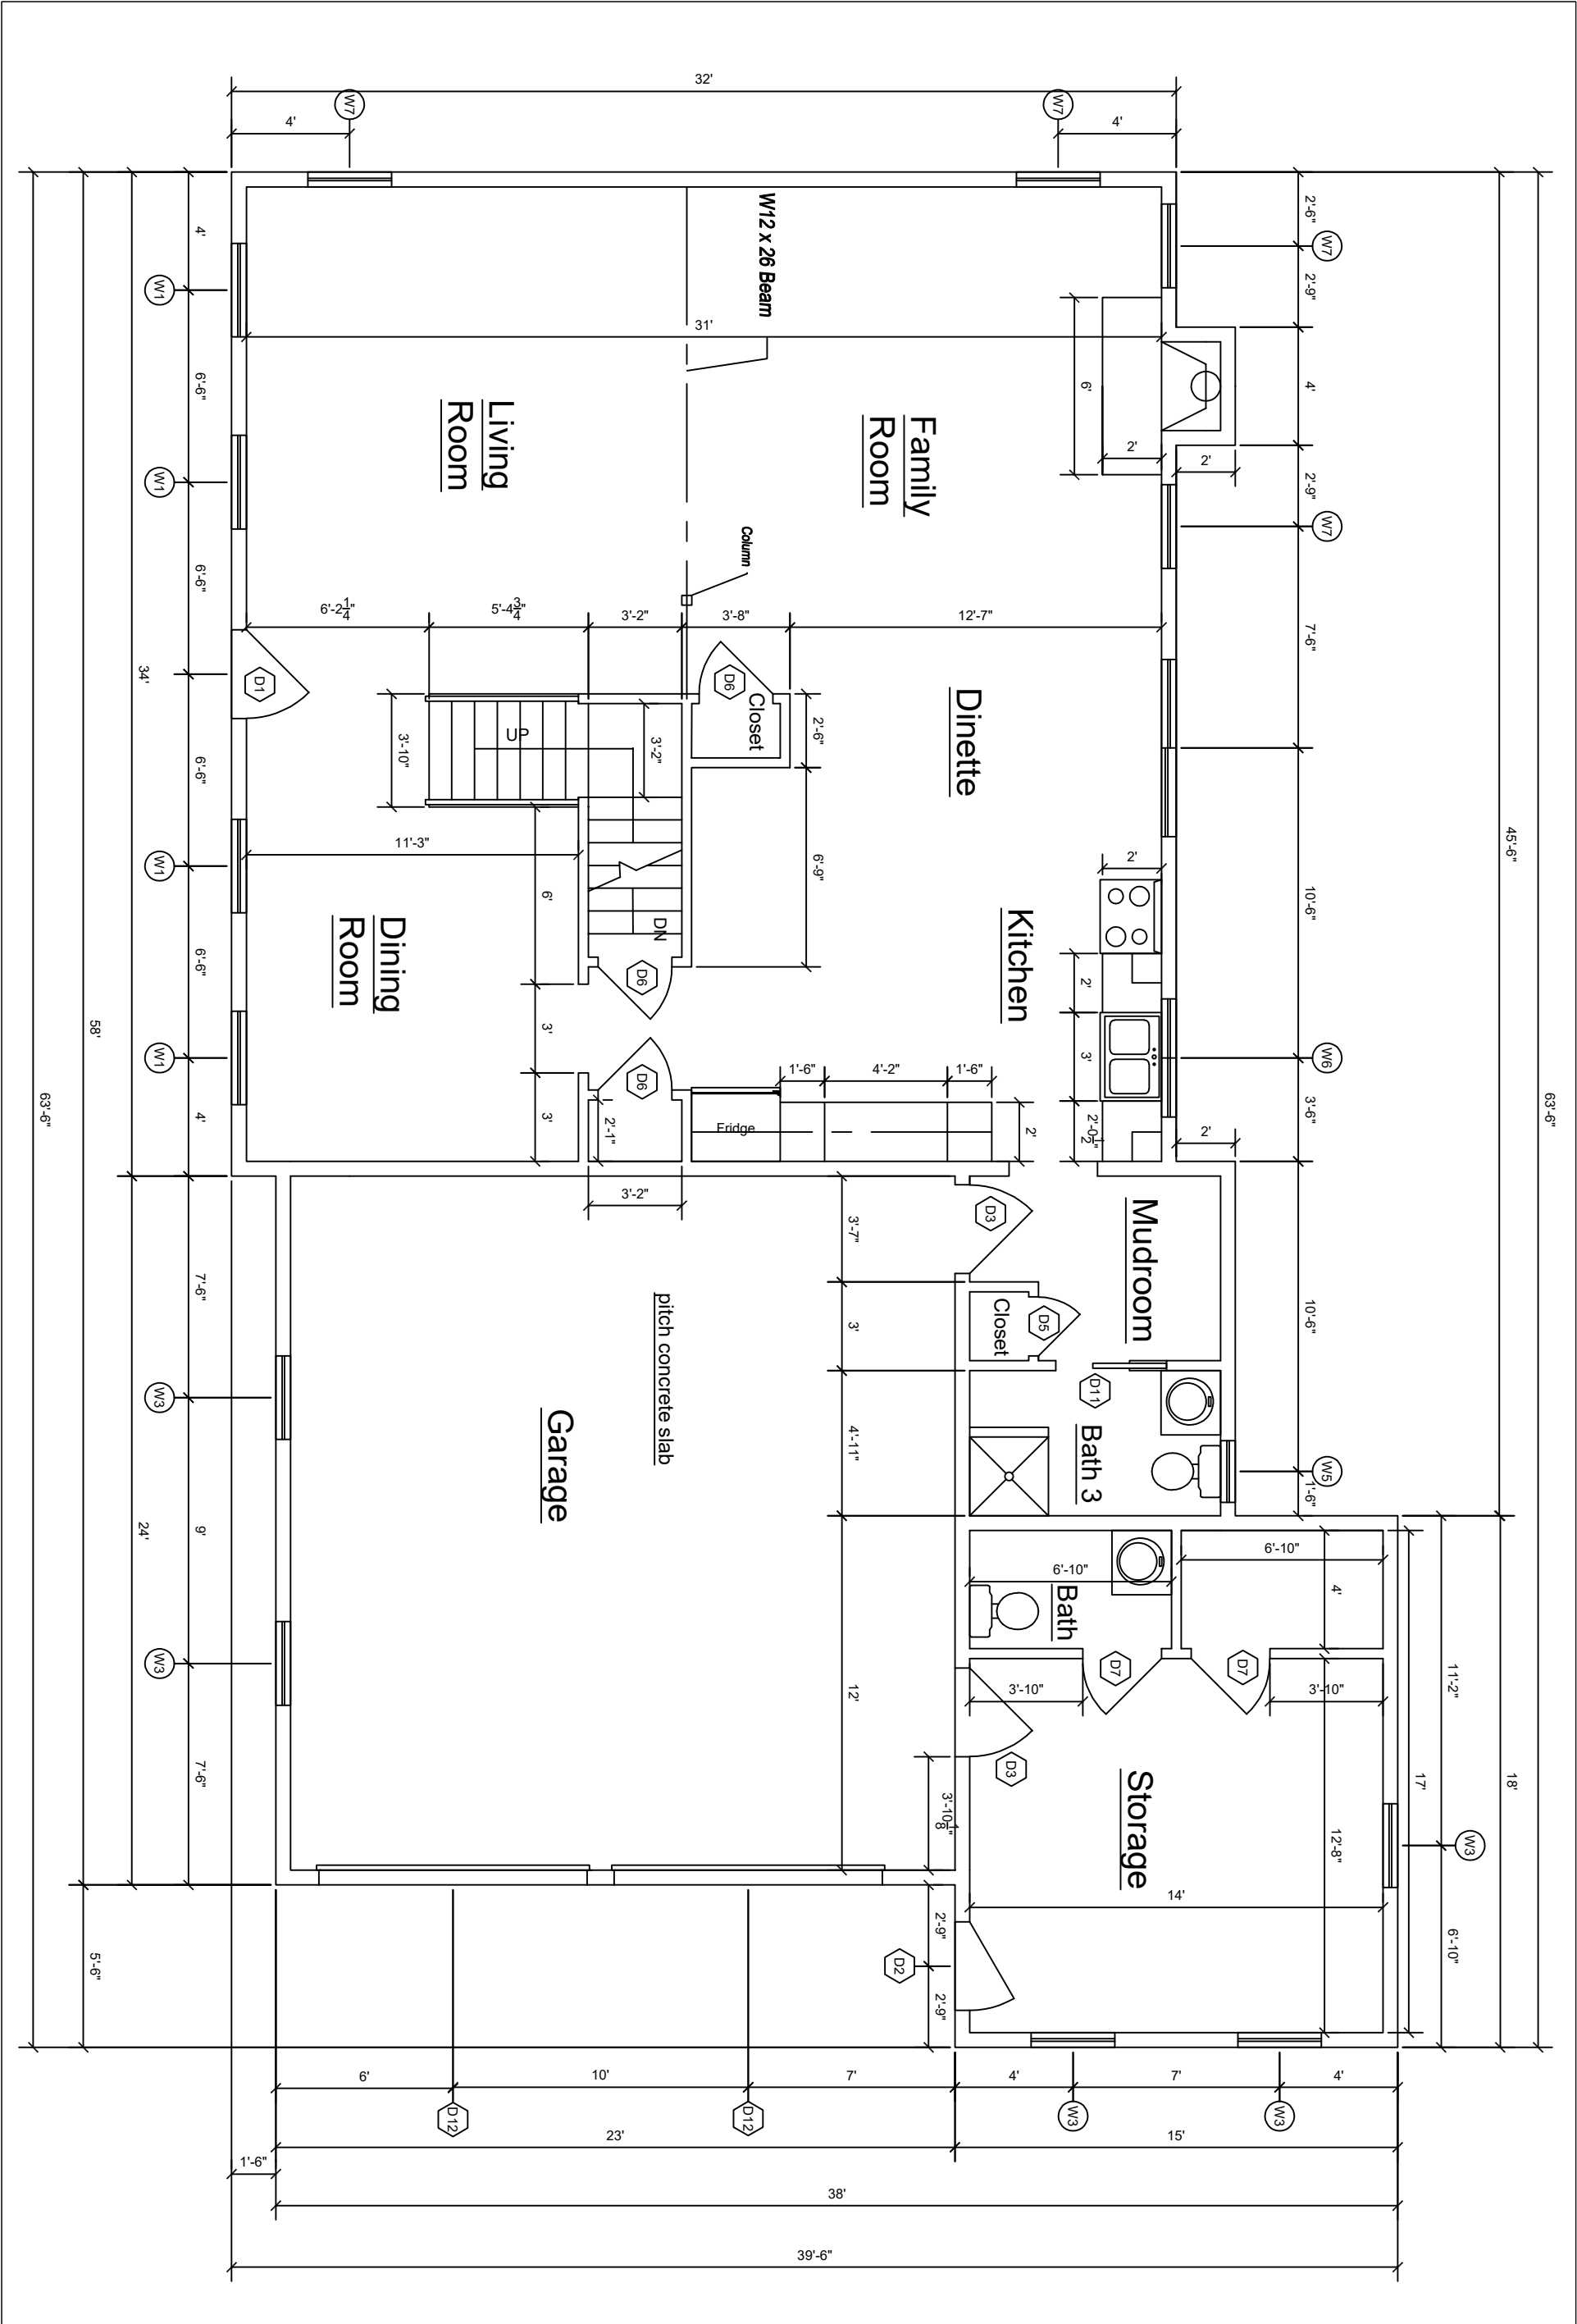 63'-6"
45'-6"
18'
W3
11'-2"
6'-10"
17'
W7
W7
W6
W5
2'-6"
2'-9"
4'
2'-9"
7'-6"
10'-6"
3'-6"
10'-6"
1'-6"
2'
2'
4'
6'-10"
12'-8"
4'
W7
6'
2'
2'
2'
3'
2'-0 1/2"
Mudroom
Bath 3
D11
Storage
D7
D7
3'-10"
3'-10"
14'
Family
Room
Dinette
Kitchen
2'
D5
Closet
D3
6'-10"
Bath
D3
3'-10 1/8"
2'-9"
2'-9"
D2
12'-7"
2'-6"
6'-9"
1'-6"
4'-2"
1'-6"
3'-7"
3'
4'-11"
12'
W12 x 26 Beam
31'
Column
3'-8"
D6
Closet
Fridge
32'
3'-2"
3'-2"
DN
D6
D6
2'-1"
3'-2"
pitch concrete slab
Garage
Living
Room
5'-4 3/4"
UP
6'
3'
3'
3'-10"
11'-3"
Dining
Room
6'-2 1/4"
D1
W7
4'
4'
6'-6"
6'-6"
6'-6"
6'-6"
4'
7'-6"
9'
7'-6"
W1
W1
W1
W1
W3
W3
34'
24'
58'
5'-6"
63'-6"
4'
7'
4'
W3
W3
7'
10'
6'
D12
D12
15'
23'
1'-6"
38'
39'-6"